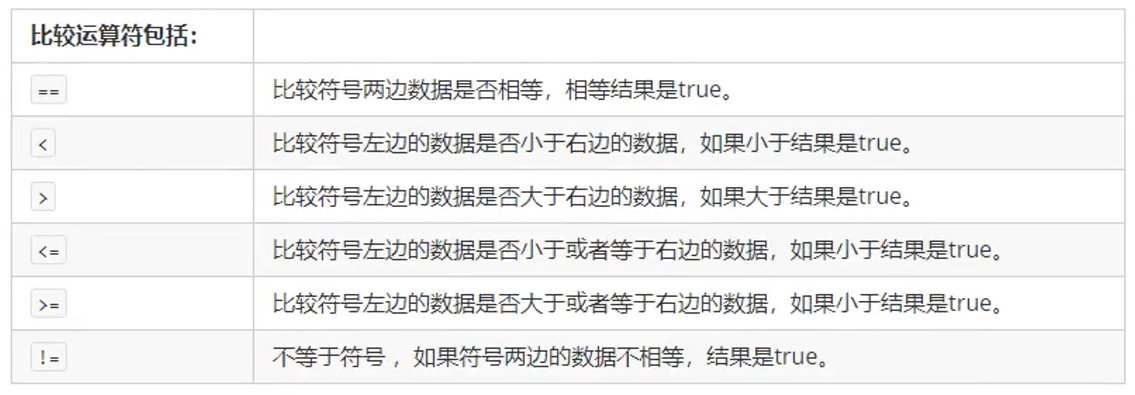 比较运算符包括：
== 比较符号两边数据是否相等，相等结果是true。
< 比较符号左边的数据是否小于右边的数据，如果小于结果是true。
> 比较符号左边的数据是否大于右边的数据，如果大于结果是true。
<= 比较符号左边的数据是否小于或者等于右边的数据，如果小于结果是true。
>= 比较符号左边的数据是否大于或者等于右边的数据，如果小于结果是true。
!= 不等于符号 ，如果符号两边的数据不相等，结果是true。